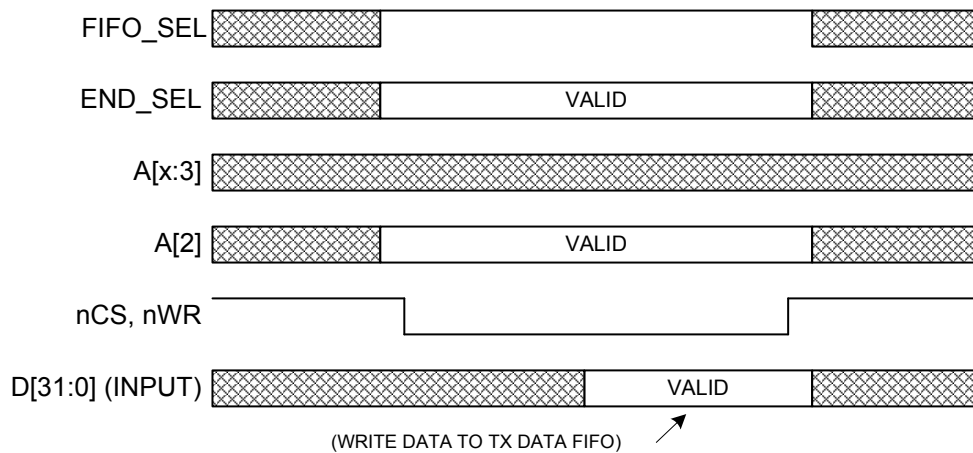 FIFO_SEL
END_SEL
VALID
A[x:3]
A[2]
VALID
nCS, nWR
D[31:0] (INPUT)
VALID
(WRITE DATA TO TX DATA FIFO)